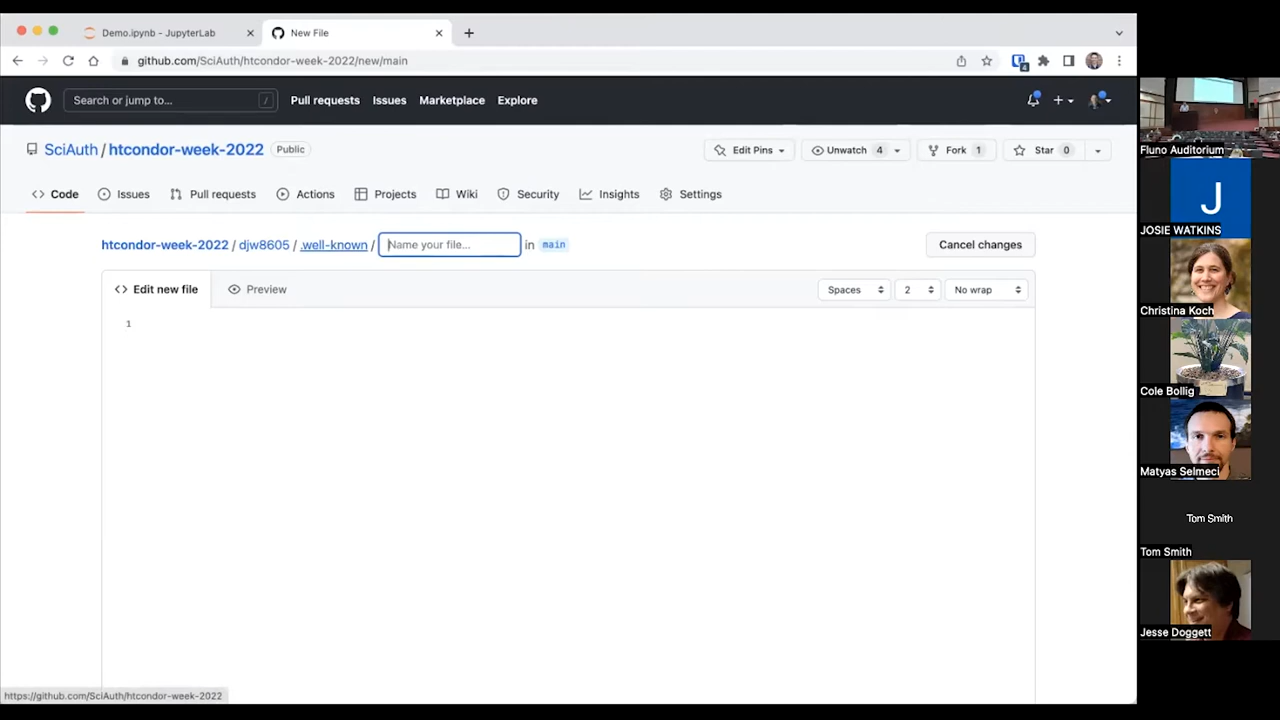 Demo.ipynb - JupyterLab
New File
github.com/SciAuth/htcondor-week-2022/new/main
4
Search or jump to...
/
Pull requests
Issues
Marketplace
Explore
SciAuth / htcondor-week-2022
Public
Edit Pins
Unwatch 4
Fork 1
Star 0
Code
Issues
Pull requests
Actions
Projects
Wiki
Security
Insights
Settings
htcondor-week-2022 / djw8605 / .well-known / Name your file... in main
Cancel changes
Edit new file
Preview
Spaces
2
No wrap
1
https://github.com/SciAuth/htcondor-week-2022
Fluno Auditorium
J
JOSIE WATKINS
Christina Koch
Cole Bollig
Matyas Selmeci
Tom Smith
Tom Smith
Jesse Doggett